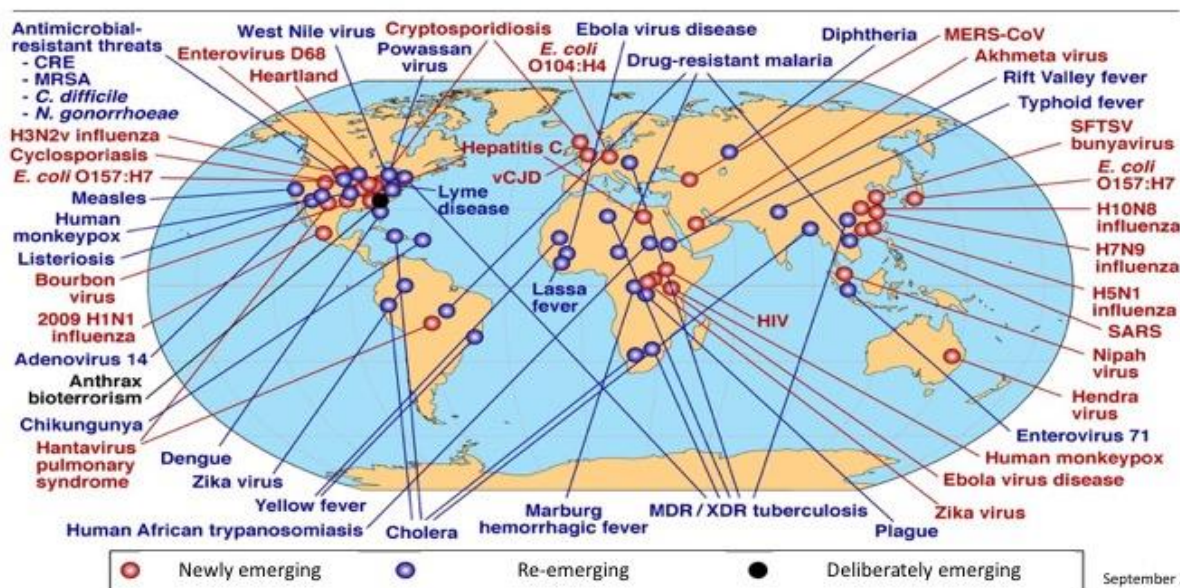 Antimicrobial-
resistant threats
- CRE
- MRSA
- C. difficile
- N. gonorrhoeae
H3N2v influenza
Cyclosporiasis
E. coli O157:H7
Measles
Human
monkeypox
Listeriosis
Bourbon
virus
2009 H1N1
influenza
Adenovirus 14
Anthrax
bioterrorism
Chikungunya
Hantavirus
pulmonary
syndrome
Dengue
Zika virus
Yellow fever
Human African trypanosomiasis
Cholera
West Nile virus
Enterovirus D68
Heartland
Cryptosporidiosis
Powassan
virus
E. coli
O104:H4
Ebola virus disease
Drug-resistant malaria
Diphtheria
MERS-CoV
Akhmeta virus
Rift Valley fever
Typhoid fever
SFTSV
bunyavirus
E. coli
O157:H7
H10N8
influenza
H7N9
influenza
H5N1
influenza
SARS
Nipah
virus
Hendra
virus
Enterovirus 71
Human monkeypox
Ebola virus disease
Zika virus
Plague
Hepatitis C
vCJD
Lyme
disease
Lassa
fever
HIV
Marburg
hemorrhagic fever
MDR / XDR tuberculosis
Newly emerging
Re-emerging
Deliberately emerging
September